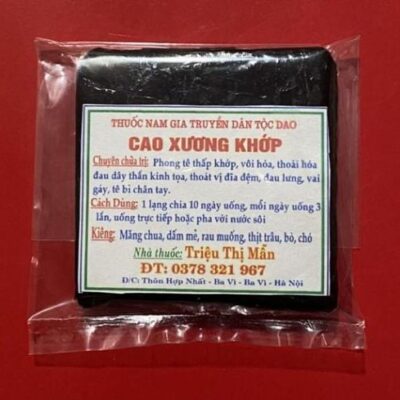 THUỐC NAM GIA TRUYỀN DÂN TỘC DAO
CAO XƯƠNG KHỚP
Chuyên chữa trị: Phong tê thấp khớp, vôi hóa, thoái hóa
đau dây thần kinh tọa, thoát vị đĩa đệm, đau lưng, vai
gáy, tê bì chân tay.
Cách Dùng: 1 lạng chia 10 ngày uống, mỗi ngày uống 3
lần, uống trực tiếp hoặc pha với nước sôi
Kiêng: Măng chua, dấm mẻ, rau muống, thịt trâu, bò, chó
Nhà thuốc: Triệu Thị Mẫn
ĐT: 0378 321 967
Đ/C: Thôn Hợp Nhất - Ba Vì - Ba Vì - Hà Nội